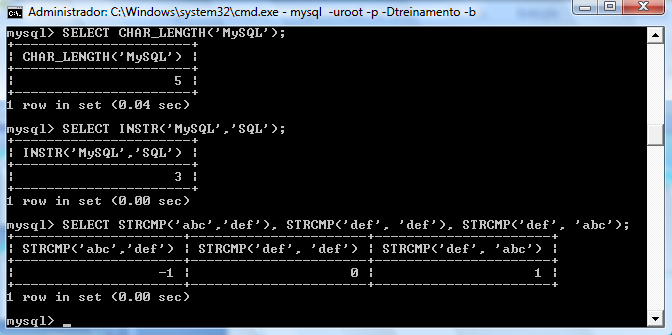 Administrador: C:\Windows\system32\cmd.exe - mysql -uroot -p -Dtreinamento -b
mysql> SELECT CHAR_LENGTH('MySQL');
+----------------------+
| CHAR_LENGTH('MySQL') |
+----------------------+
|                    5 |
+----------------------+
1 row in set (0.04 sec)
mysql> SELECT INSTR('MySQL','SQL');
+----------------------+
| INSTR('MySQL','SQL') |
+----------------------+
|                    3 |
+----------------------+
1 row in set (0.00 sec)
mysql> SELECT STRCMP('abc','def'), STRCMP('def', 'def'), STRCMP('def', 'abc');
+---------------------+----------------------+----------------------+
| STRCMP('abc','def') | STRCMP('def', 'def') | STRCMP('def', 'abc') |
+---------------------+----------------------+----------------------+
|                  -1 |                    0 |                    1 |
+---------------------+----------------------+----------------------+
1 row in set (0.00 sec)
mysql> _